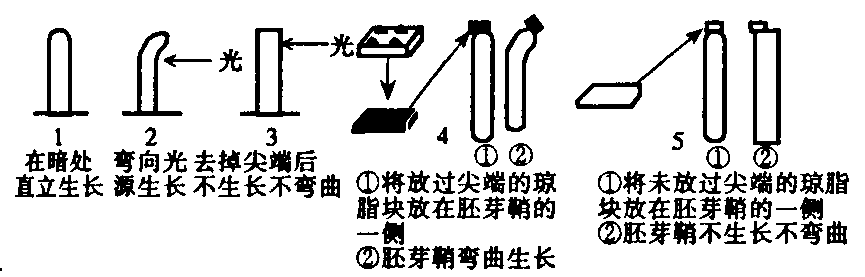 光
光
1
2
3
4
① ②
5
① ②
在暗处
直立生长
弯向光
源生长
去掉尖端后
不生长不弯曲
①将放过尖端的琼
脂块放在胚芽鞘的
一侧
②胚芽鞘弯曲生长
①将未放过尖端的琼脂
块放在胚芽鞘的一侧
②胚芽鞘不生长不弯曲